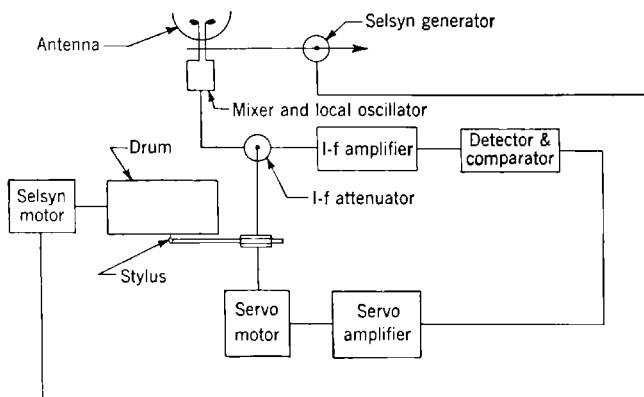 Selsyn generator
Antenna
Mixer and local oscillator
Drum
I-f amplifier
Detector &
comparator
Selsyn
motor
I-f attenuator
Stylus
Servo
motor
Servo
amplifier